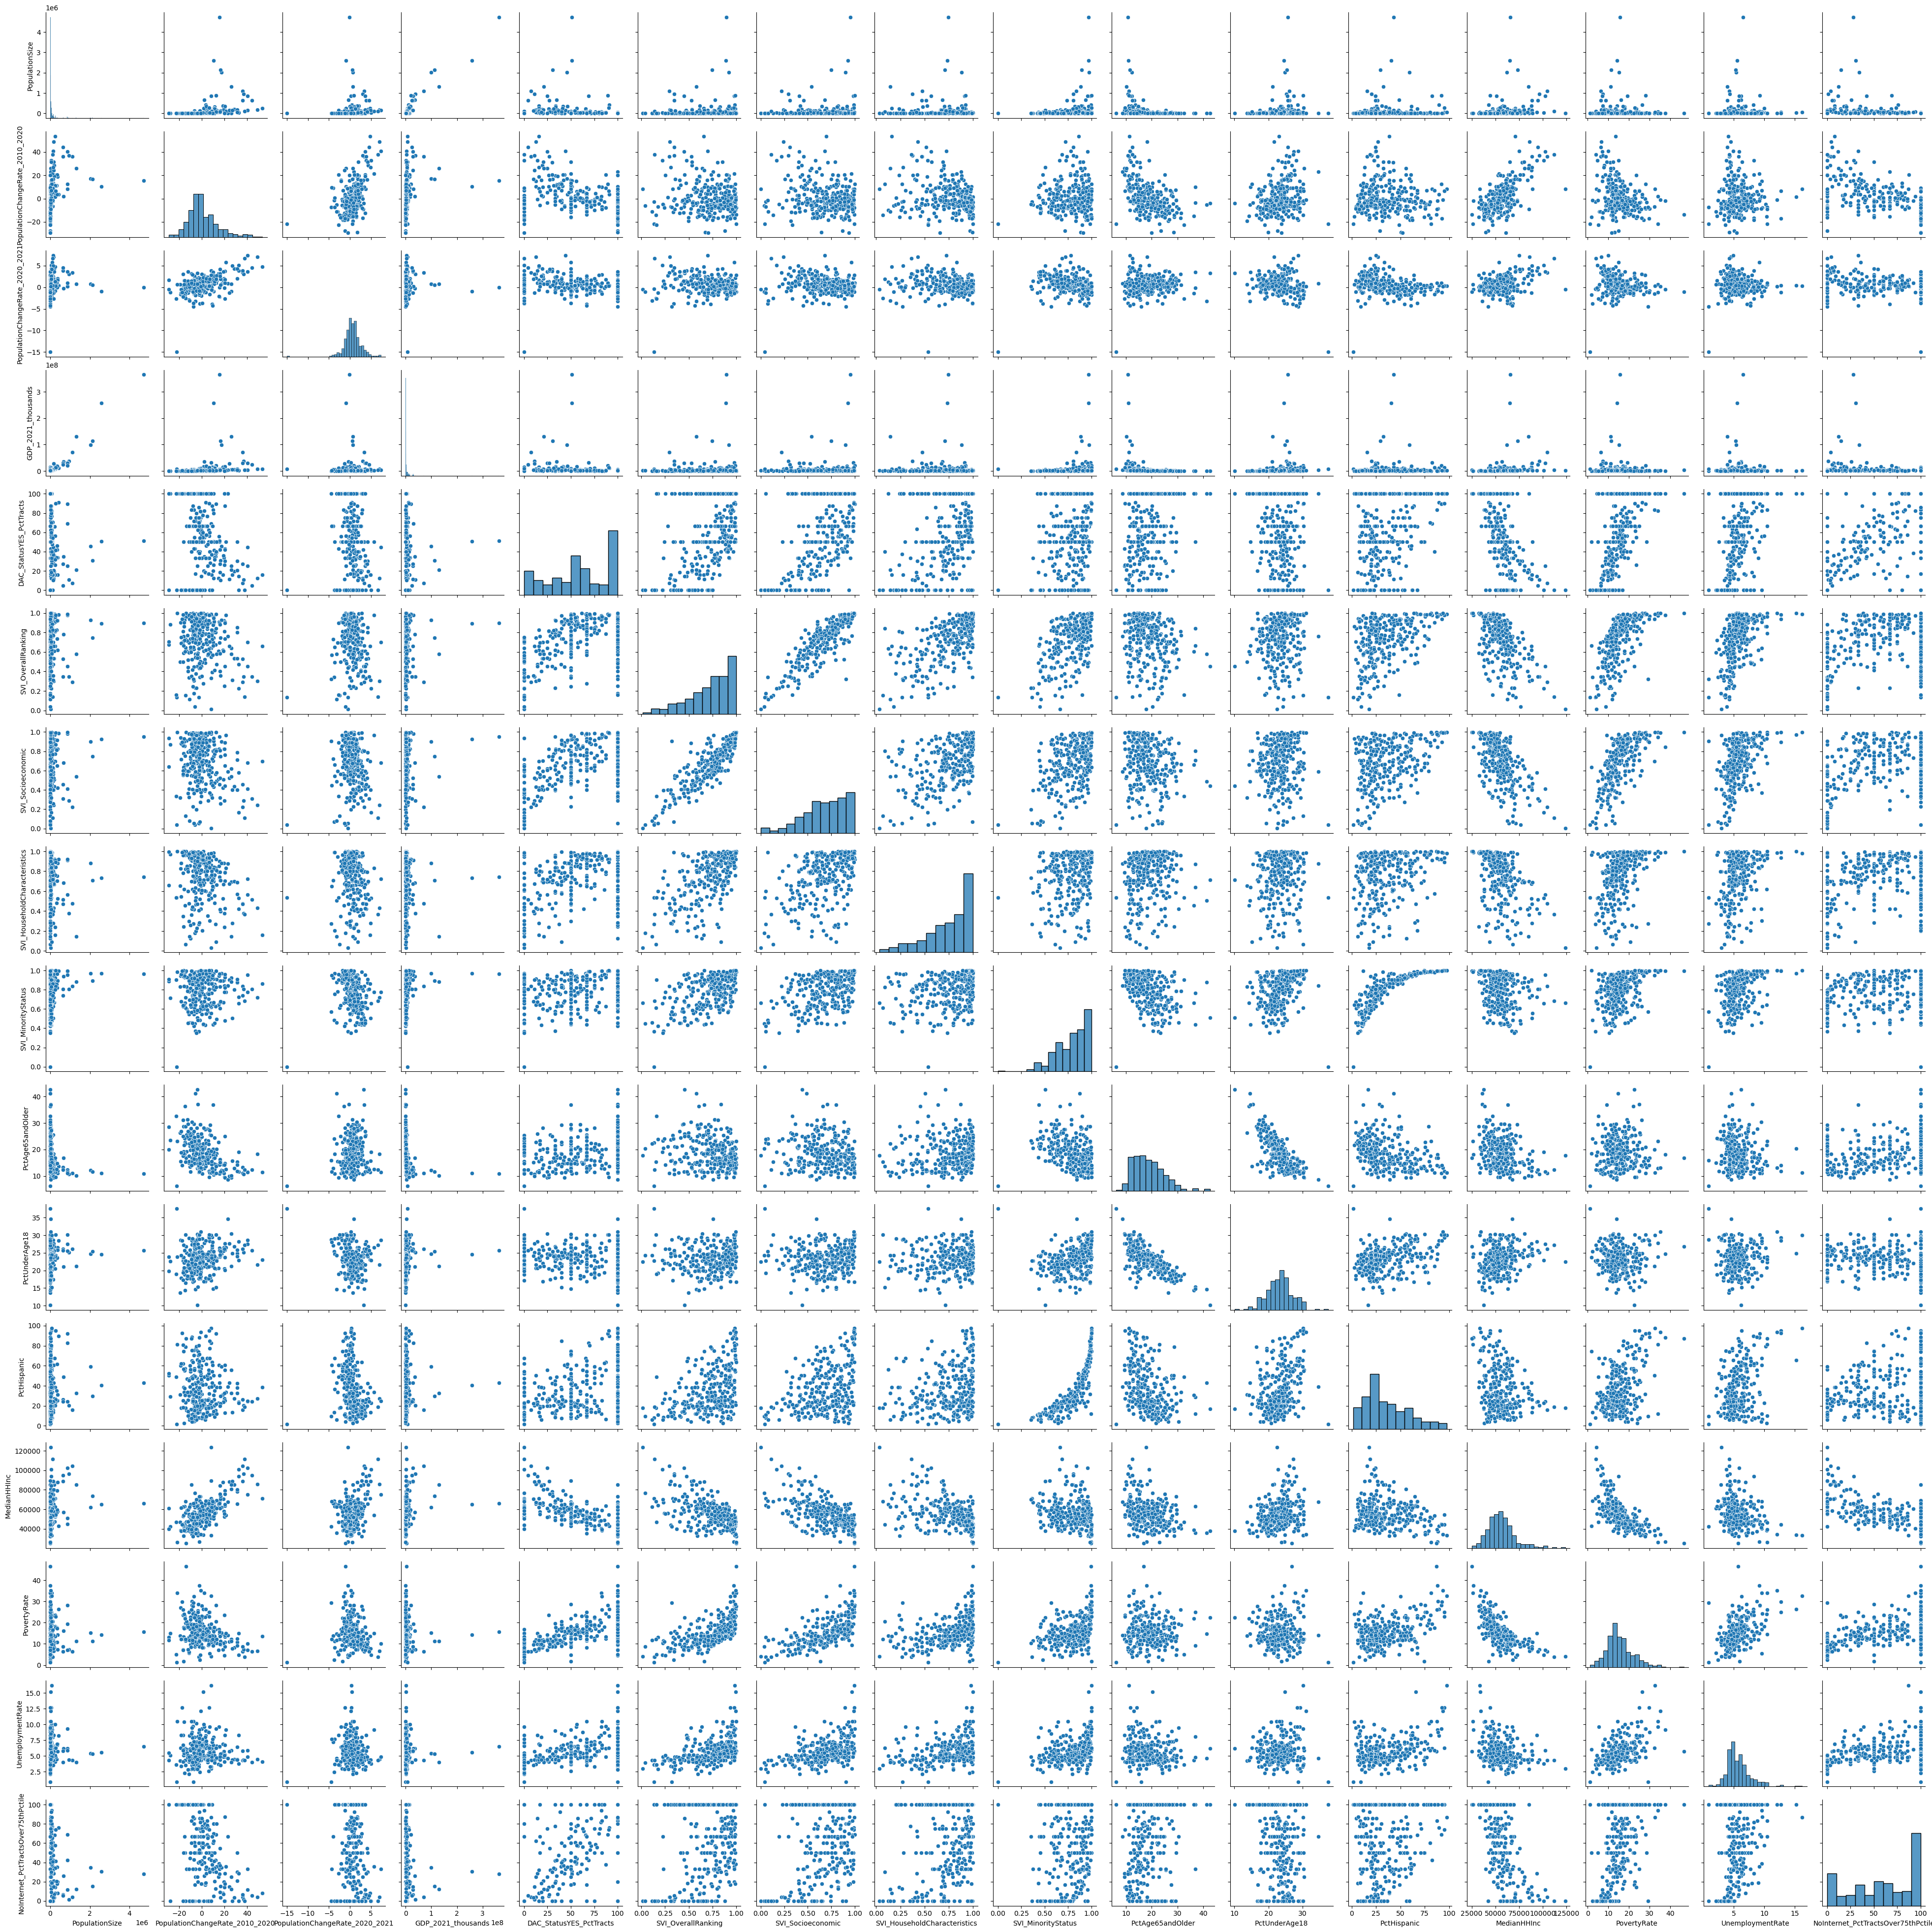 1e6
4
3
2
1
0
PopulationSize
40
20
0
−20
PopulationChangeRate_2010_2020
5
0
−5
−10
−15
PopulationChangeRate_2020_2021
1e8
3
2
1
0
GDP_2021_thousands
100
80
60
40
20
0
DAC_StatusYES_PctTracts
1.0
0.8
0.6
0.4
0.2
0.0
SVI_OverallRanking
1.0
0.8
0.6
0.4
0.2
0.0
SVI_Socioeconomic
1.0
0.8
0.6
0.4
0.2
0.0
SVI_HouseholdCharacteristics
1.0
0.8
0.6
0.4
0.2
0.0
SVI_MinorityStatus
40
30
20
10
PctAge65andOlder
35
30
25
20
15
10
PctUnderAge18
100
80
60
40
20
0
PctHispanic
120000
100000
80000
60000
40000
MedianHHInc
40
30
20
10
0
PovertyRate
15.0
12.5
10.0
7.5
5.0
2.5
UnemploymentRate
100
80
60
40
20
0
NoInternet_PctTractsOver75thPctile
0 2 4
−20 0 20 40
−15 −10 −5 0 5
0 1 2 3
0 25 50 75 100
0.00 0.25 0.50 0.75 1.00
0.00 0.25 0.50 0.75 1.00
0.00 0.25 0.50 0.75 1.00
0.00 0.25 0.50 0.75 1.00
10 20 30 40
10 20 30
0 25 50 75 100
25000 50000 75000 100000 125000
0 20 40
5 10 15
0 20 40 60 80 100
PopulationSize 1e6
PopulationChangeRate_2010_2020
PopulationChangeRate_2020_2021
GDP_2021_thousands 1e8
DAC_StatusYES_PctTracts
SVI_OverallRanking
SVI_Socioeconomic
SVI_HouseholdCharacteristics
SVI_MinorityStatus
PctAge65andOlder
PctUnderAge18
PctHispanic
MedianHHInc
PovertyRate
UnemploymentRate
NoInternet_PctTractsOver75thPctile